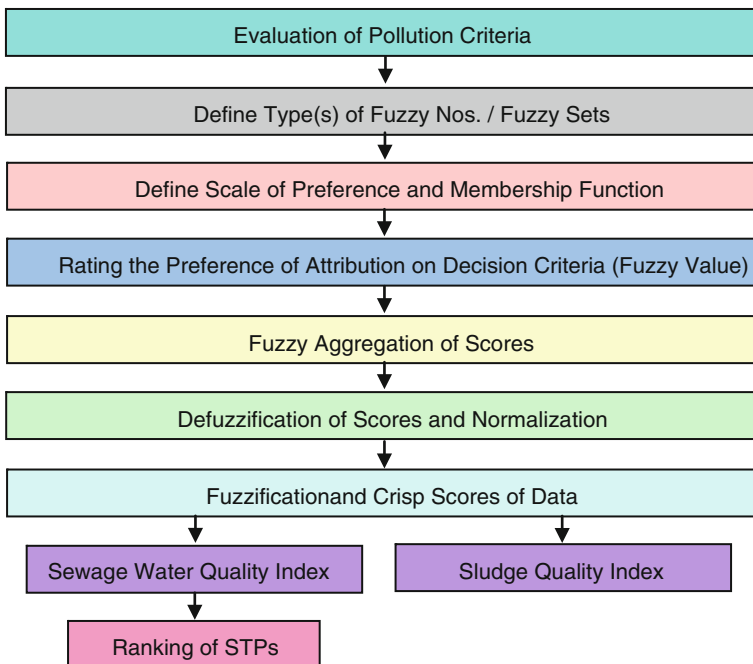 Evaluation of Pollution Criteria
Define Type(s) of Fuzzy Nos. / Fuzzy Sets
Define Scale of Preference and Membership Function
Rating the Preference of Attribution on Decision Criteria (Fuzzy Value)
Fuzzy Aggregation of Scores
Defuzzification of Scores and Normalization
Fuzzificationand Crisp Scores of Data
Sewage Water Quality Index
Sludge Quality Index
Ranking of STPs